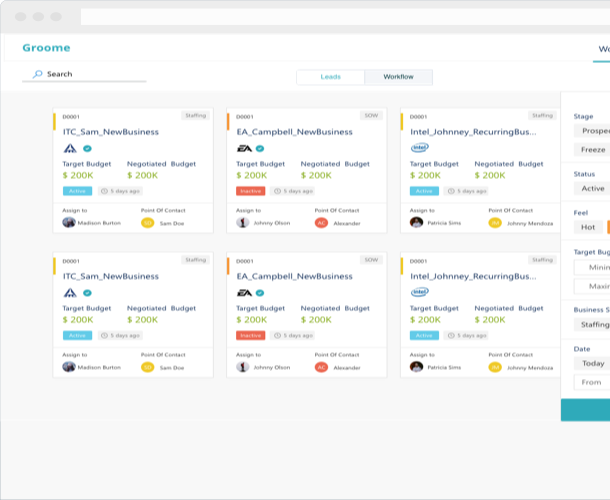 Groome
Wo
Search
Leads
Workflow
D0001
Staffing
ITC_Sam_NewBusiness
Target Budget
Negotiated Budget
$ 200K
$ 200K
Active
5 days ago
Assign to
Point Of Contact
Madison Burton
SD
Sam Doe
D0001
SOW
EA_Campbell_NewBusiness
EA
Target Budget
Negotiated Budget
$ 200K
$ 200K
Inactive
5 days ago
Assign to
Point Of Contact
Johnny Olson
AC
Alexander
D0001
Staffing
Intel_Johnney_RecurringBus...
intel
Target Budget
Negotiated Budget
$ 200K
$ 200K
Active
5 days ago
Assign to
Point Of Contact
Patricia Sims
JM
Johnny Mendoza
D0001
Staffing
ITC_Sam_NewBusiness
Target Budget
Negotiated Budget
$ 200K
$ 200K
Active
5 days ago
Assign to
Point Of Contact
Madison Burton
SD
Sam Doe
D0001
SOW
EA_Campbell_NewBusiness
EA
Target Budget
Negotiated Budget
$ 200K
$ 200K
Inactive
5 days ago
Assign to
Point Of Contact
Johnny Olson
AC
Alexander
D0001
Staffing
Intel_Johnney_RecurringBus...
intel
Target Budget
Negotiated Budget
$ 200K
$ 200K
Active
5 days ago
Assign to
Point Of Contact
Patricia Sims
JM
Johnny Mendoza
Stage
Prospec
Freeze
Status
Active
Feel
Hot
Target Bug
Minin
Maxin
Business S
Staffing
Date
Today
From